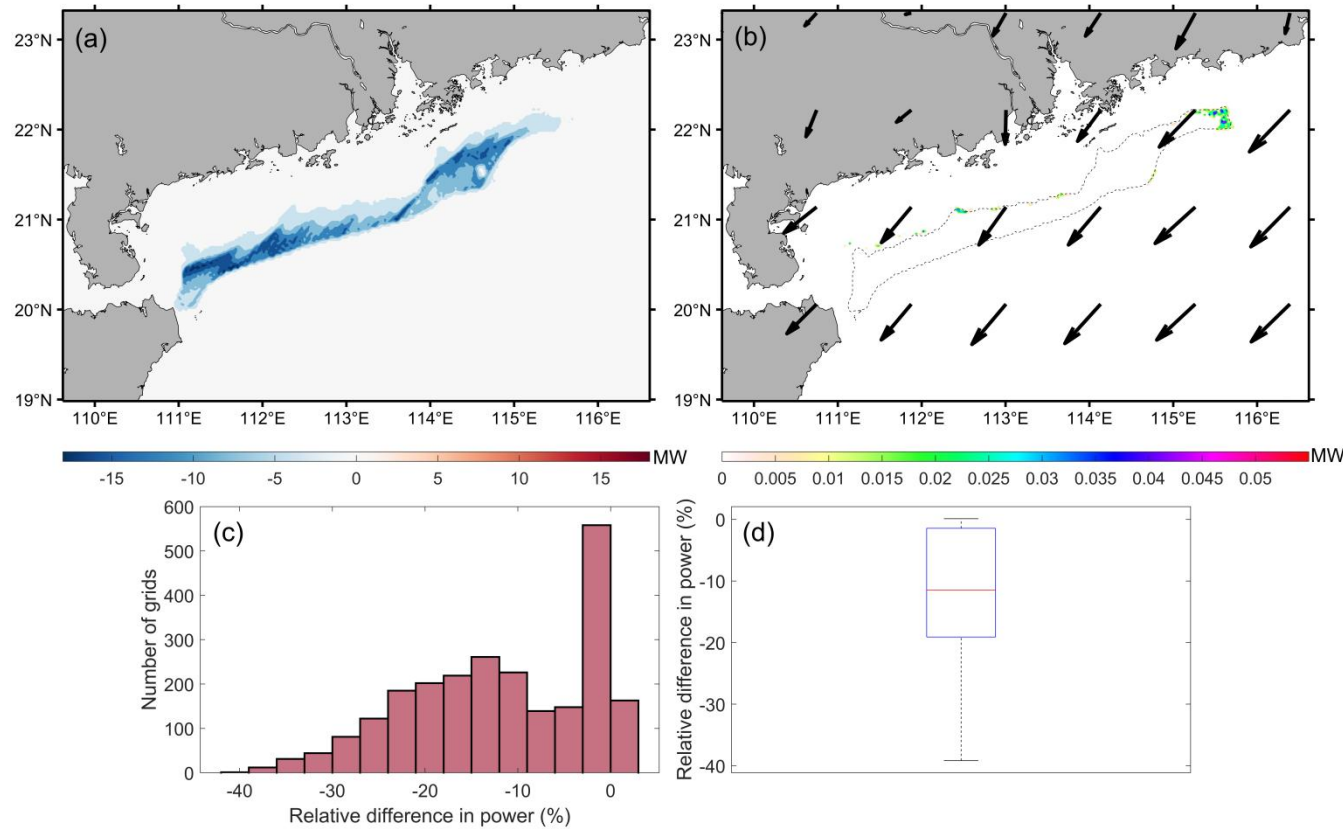 (a)
23°N
22°N
21°N
20°N
19°N
110°E 111°E 112°E 113°E 114°E 115°E 116°E
-15 -10 -5 0 5 10 15 MW
(b)
23°N
22°N
21°N
20°N
19°N
110°E 111°E 112°E 113°E 114°E 115°E 116°E
0 0.005 0.01 0.015 0.02 0.025 0.03 0.035 0.04 0.045 0.05 MW
(c)
Number of grids
600
500
400
300
200
100
0
-40 -30 -20 -10 0
Relative difference in power (%)
(d)
Relative difference in power (%)
0
-10
-20
-30
-40